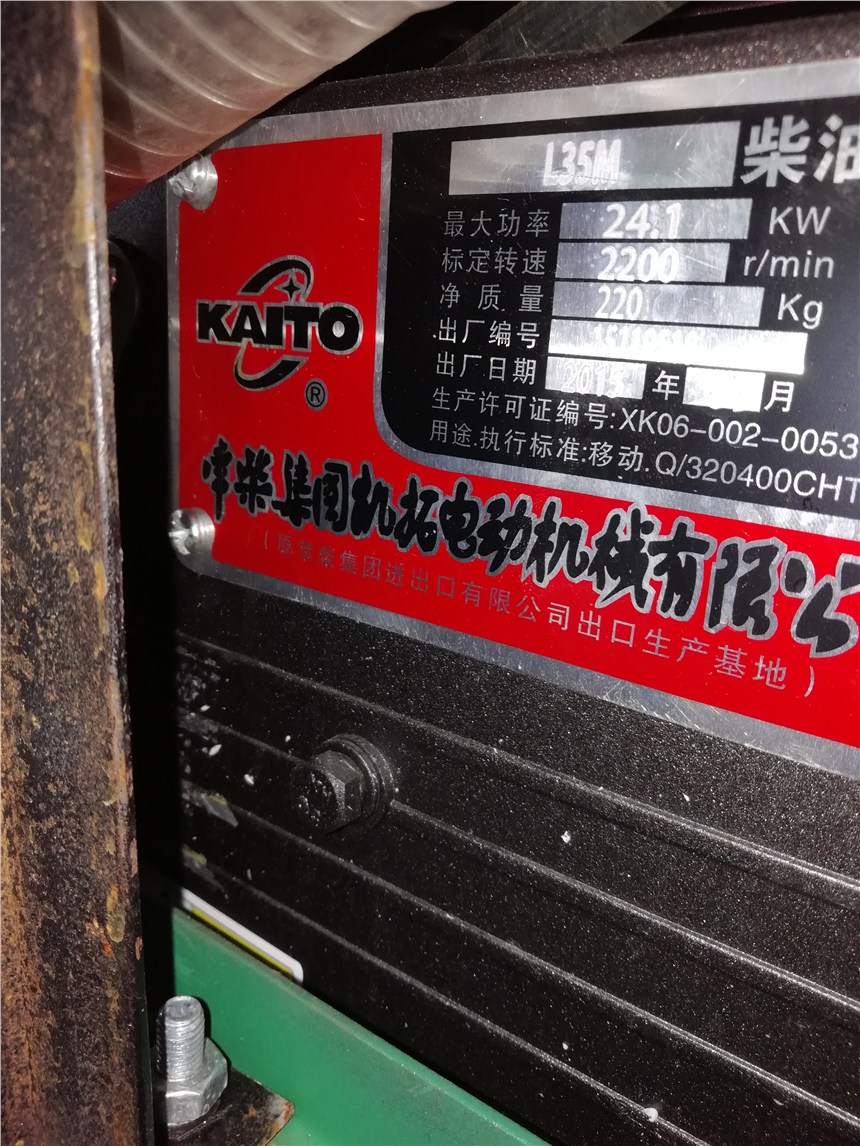 L35M 柴油
最大功率 24.1 KW
标定转速 2200 r/min
净质量 220 Kg
出厂编号
出厂日期 2015 年 月
生产许可证编号:XK06-002-0053
用途.执行标准:移动.Q/320400CHT
KAITO
®
常柴集团机拓电动机械有限公
(原常柴集团进出口有限公司出口生产基地)